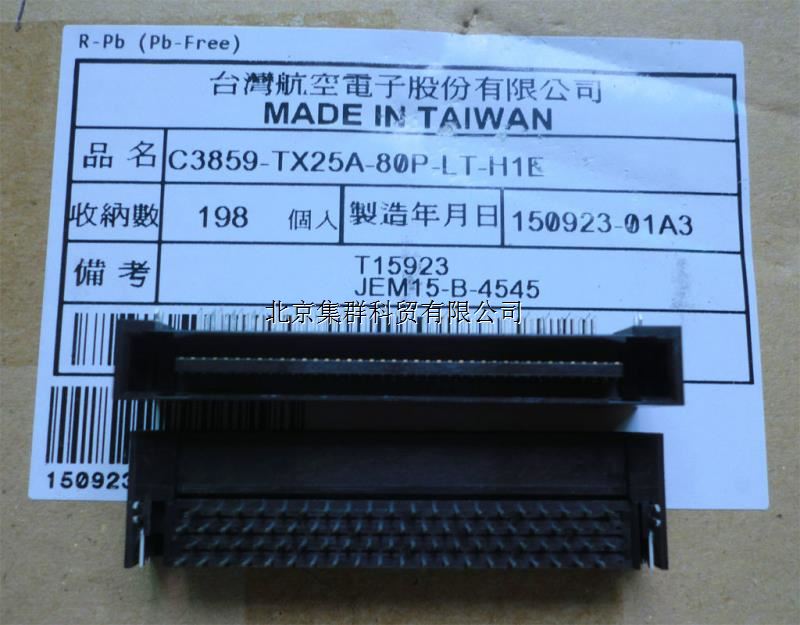 R-Pb (Pb-Free)
台灣航空電子股份有限公司
MADE IN TAIWAN
品名 C3859-TX25A-80P-LT-H1E
收納數 198 個入 製造年月日 150923-01A3
備考 T15923
JEM15-B-4545
北京集群科贸有限公司
150923